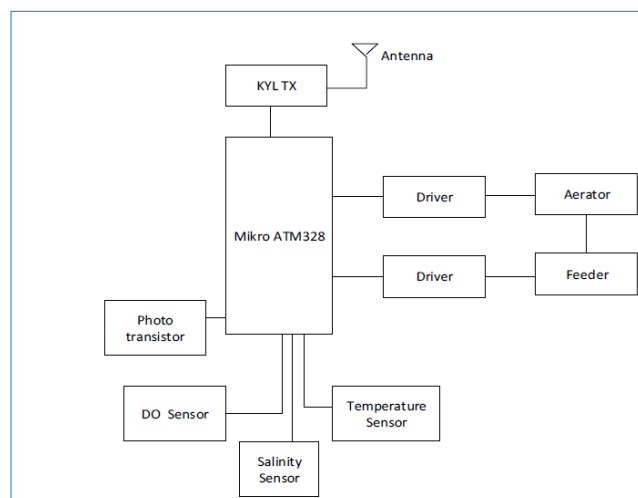 Antenna
KYL TX
Mikro ATM328
Driver
Aerator
Driver
Feeder
Photo
transistor
DO  Sensor
Temperature
Sensor
Salinity
Sensor